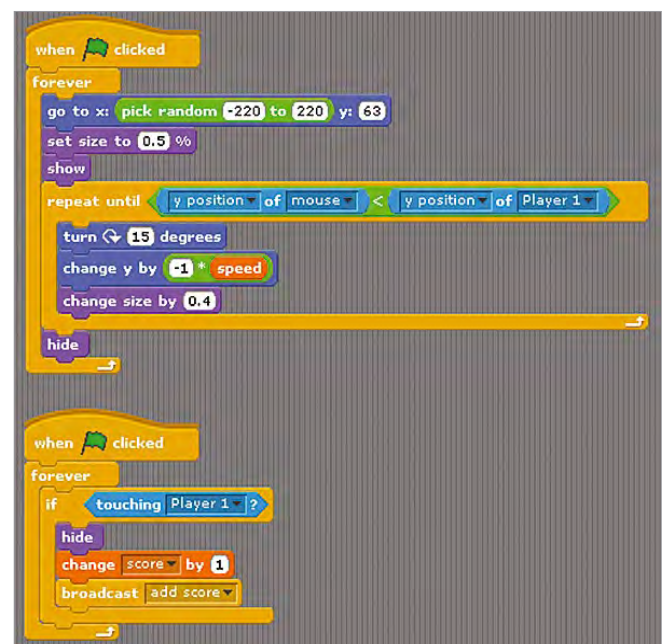 when clicked
forever
go to x: pick random -220 to 220 y: 63
set size to 0.5 %
show
repeat until y position of mouse < y position of Player 1
turn 15 degrees
change y by -1 * speed
change size by 0.4
hide
when clicked
forever
if touching Player 1 ?
hide
change score by 1
broadcast add score